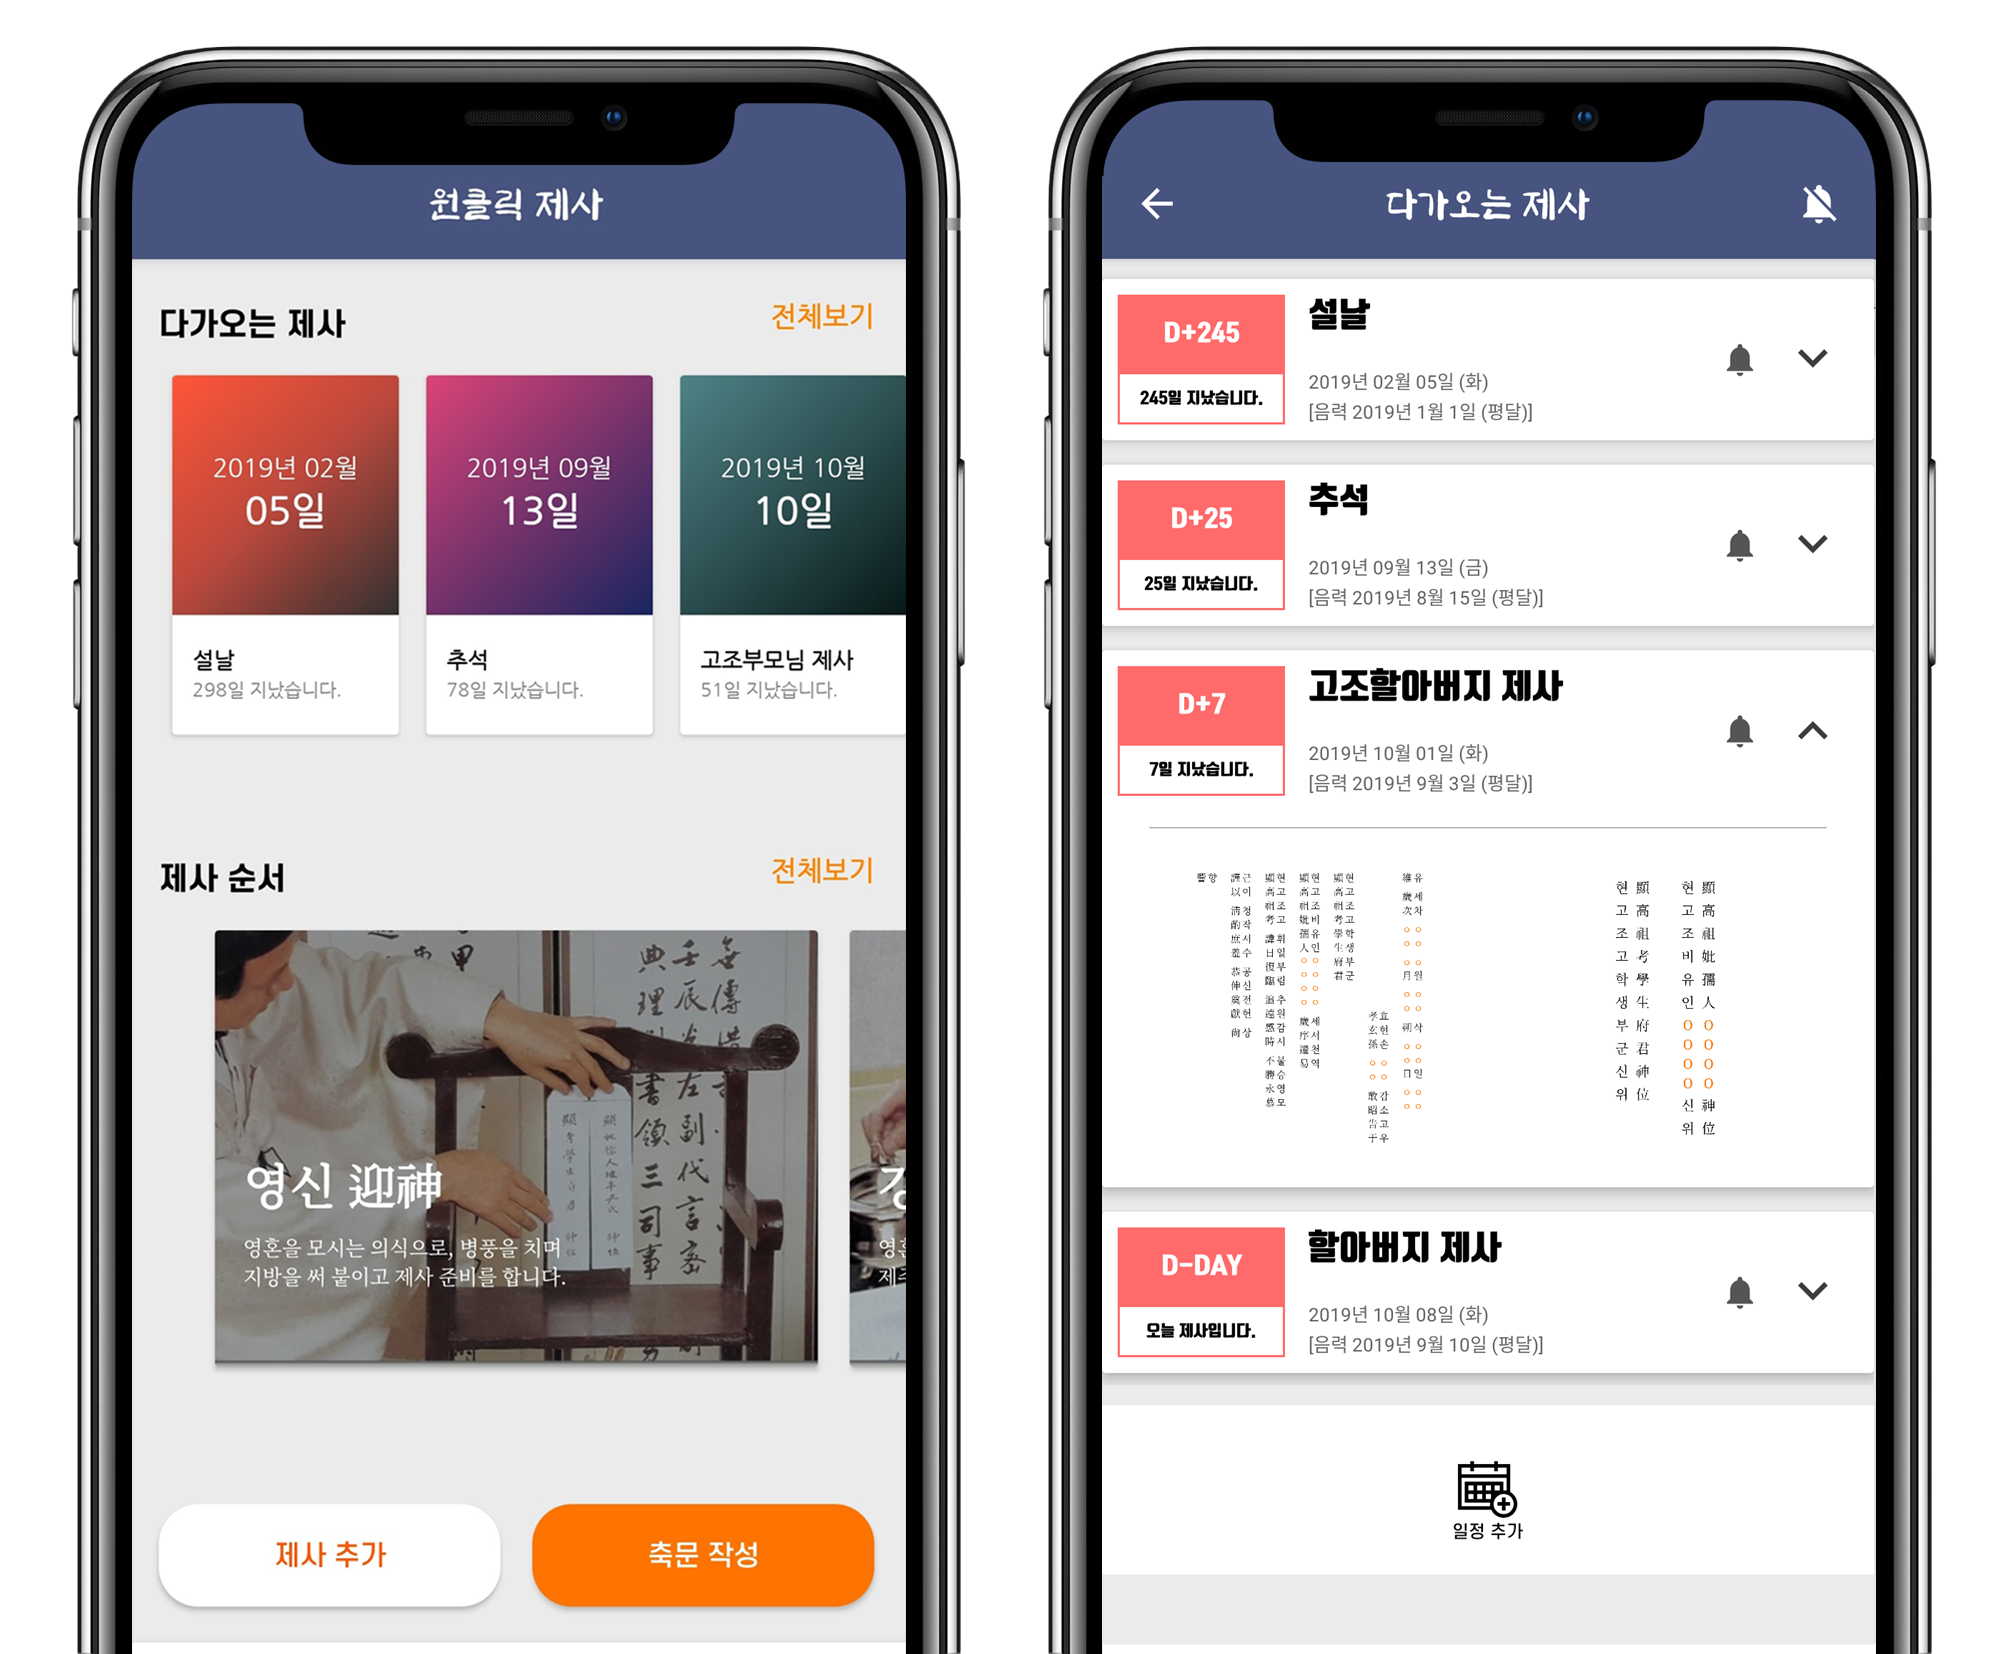 원클릭 제사
다가오는 제사
전체보기
2019년 02월
05일
설날
298일 지났습니다.
2019년 09월
13일
추석
78일 지났습니다.
2019년 10월
10일
고조부모님 제사
51일 지났습니다.
제사 순서
전체보기
영신 迎神
영혼을 모시는 의식으로, 병풍을 치며
지방을 써 붙이고 제사 준비를 합니다.
영혼
제주
제사 추가
축문 작성
다가오는 제사
D+245
245일 지났습니다.
설날
2019년 02월 05일 (화)
[음력 2019년 1월 1일 (평달)]
D+25
25일 지났습니다.
추석
2019년 09월 13일 (금)
[음력 2019년 8월 15일 (평달)]
D+7
7일 지났습니다.
고조할아버지 제사
2019년 10월 01일 (화)
[음력 2019년 9월 3일 (평달)]
顯高祖妣孺人OOOO神位
현고조비유인OOOO신위
顯高祖考學生府君神位
현고조고학생부군신위
D-DAY
오늘 제사입니다.
할아버지 제사
2019년 10월 08일 (화)
[음력 2019년 9월 10일 (평달)]
일정 추가